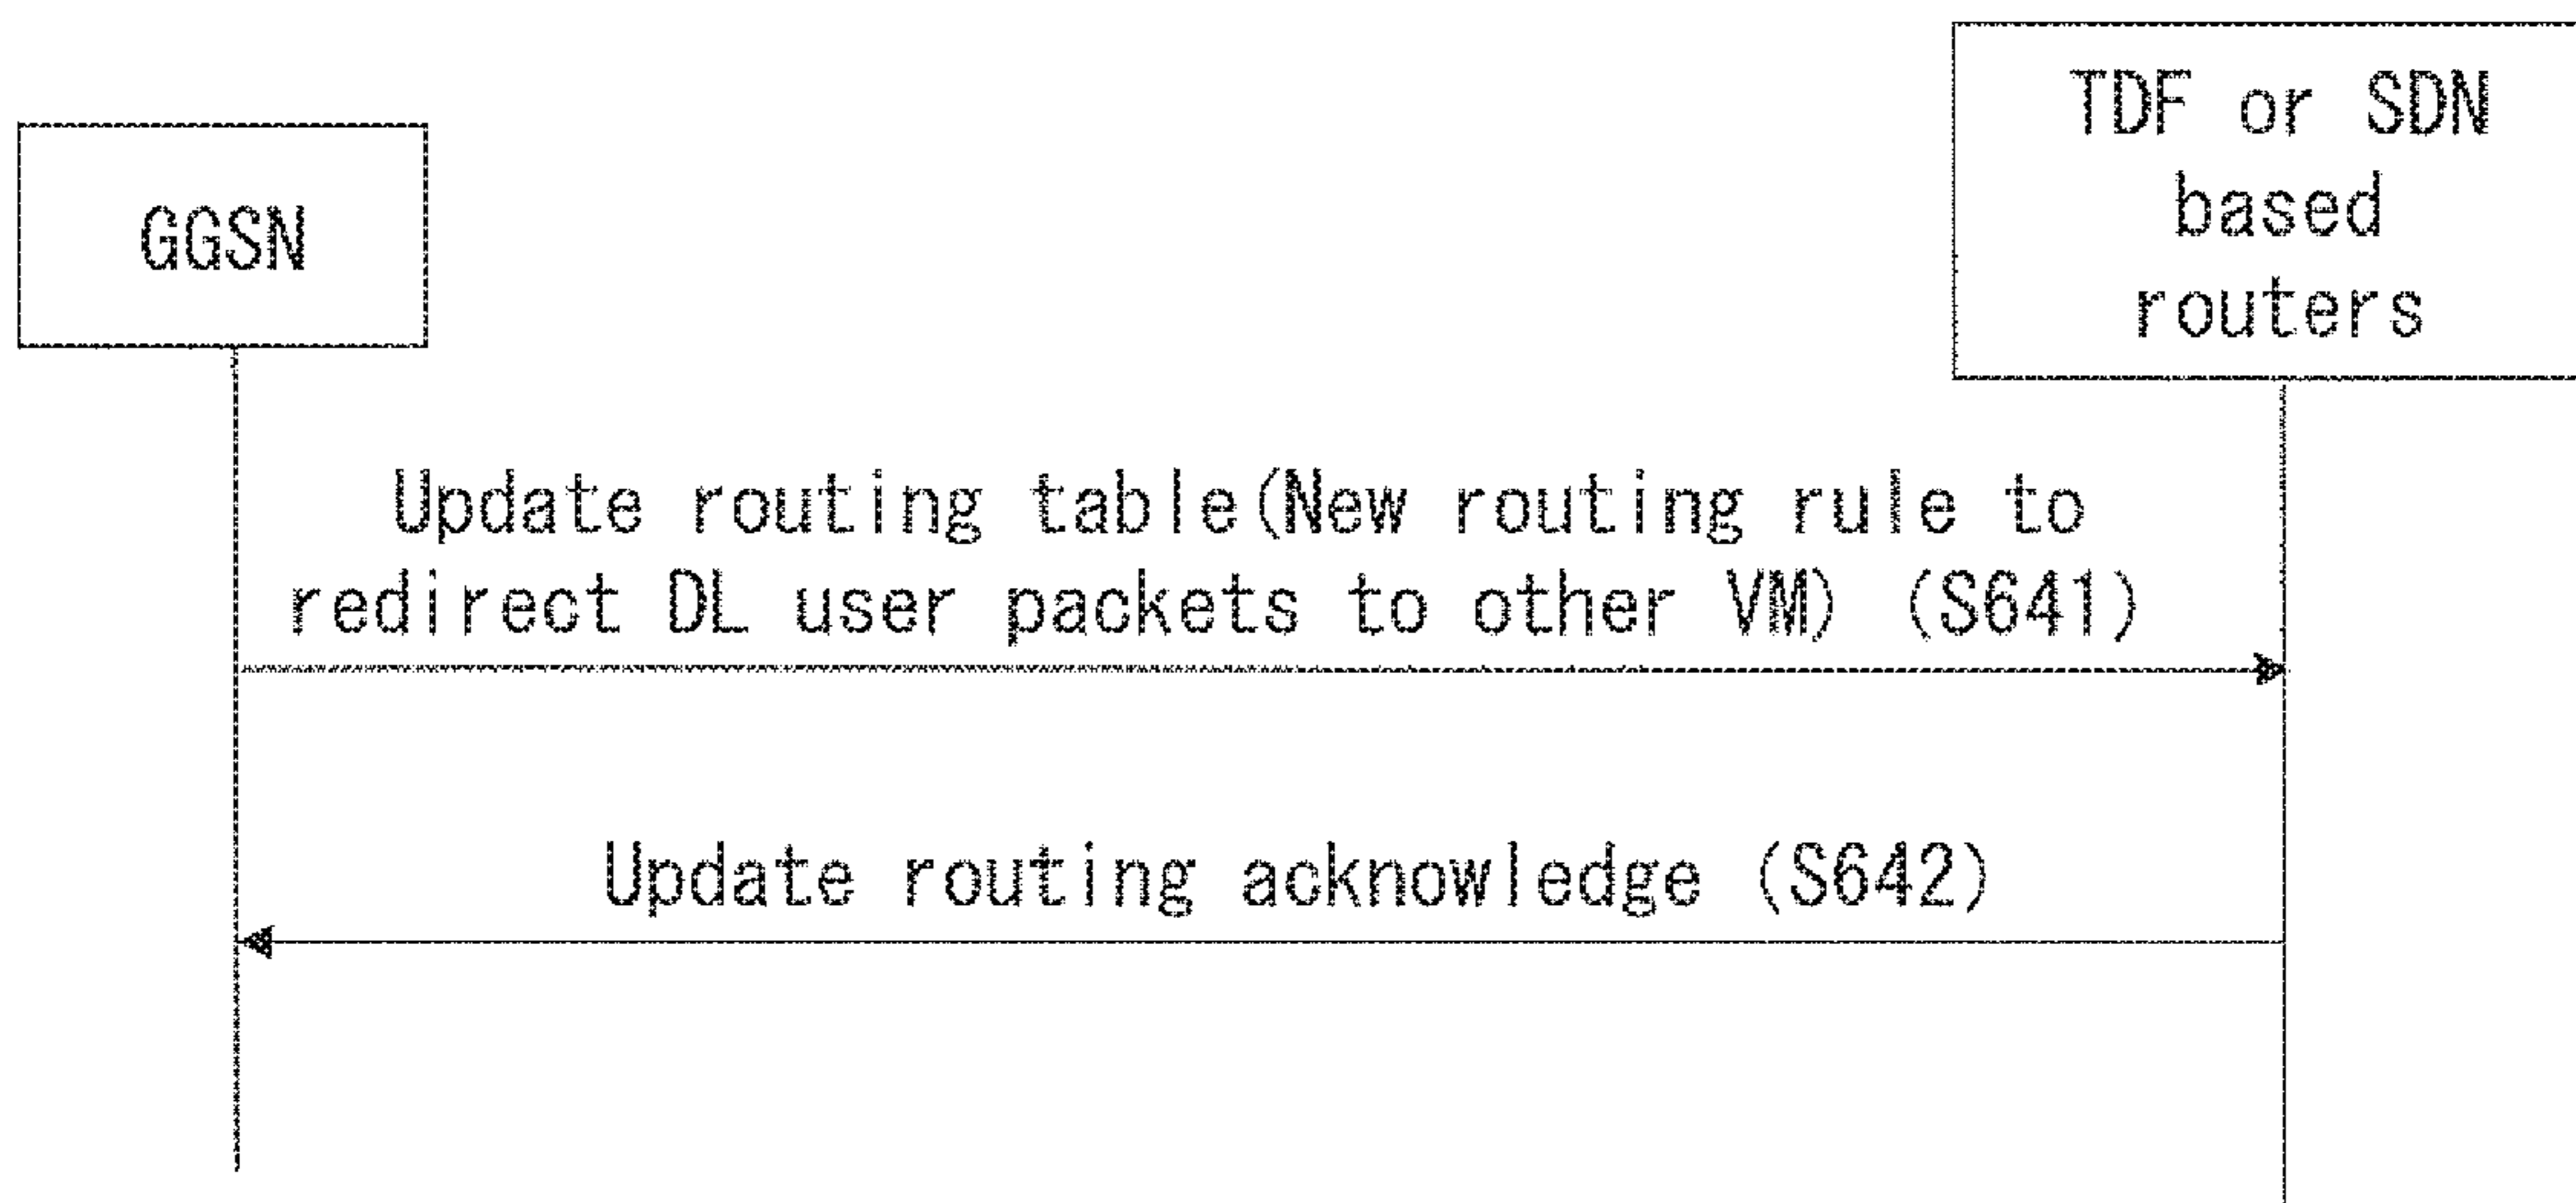 GGSN
TDF or SDN
based
routers
Update routing table(New routing rule to
redirect DL user packets to other VM) (S641)
Update routing acknowledge (S642)